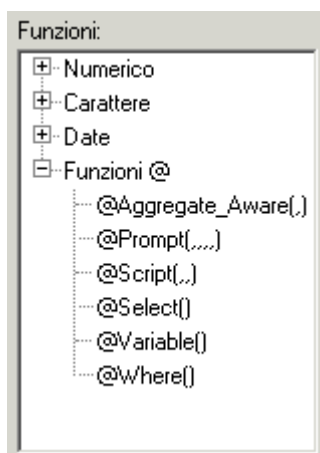 Funzioni:
Numerico
Carattere
Date
Funzioni @
@Aggregate_Aware(,)
@Prompt(,,,,)
@Script(,,)
@Select()
@Variable()
@Where()